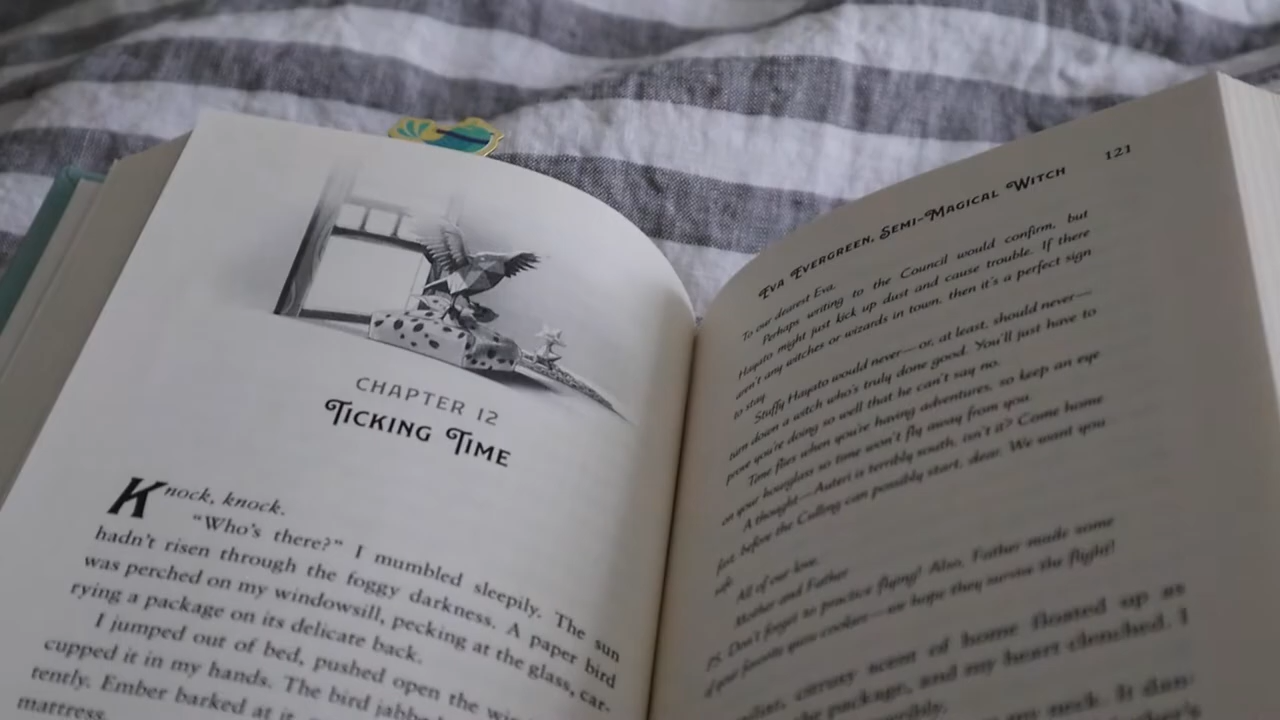 CHAPTER 12
TICKING TIME
Knock, knock.
“Who’s there?” I mumbled sleepily. The sun
hadn’t risen through the foggy darkness. A paper bird
was perched on my windowsill, pecking at the glass, car-
rying a package on its delicate back.
I jumped out of bed, pushed open the
cupped it in my hands. The bird
tently. Ember barked at it
mattress.
121
EVA EVERGREEN, SEMI-MAGICAL WITCH
To our dearest Eva,
Perhaps writing to the Council would confirm, but
Hayato might just kick up dust and cause trouble. If there
aren’t any witches or wizards in town, then it’s a perfect sign
to stay.
Stuffy Hayato would never—or, at least, should never—
turn down a witch who’s truly done good. You’ll just have to
prove you’re doing so well that he can’t say no.
Time flies when you’re having adventures, so keep an eye
on your hourglass so time won’t fly away from you.
A thought—Auteri is terribly south, isn’t it? Come home
fast, before the Culling can possibly start, dear. We want you
safe.
All of our love,
Mother and Father
PS. Don’t forget to practice flying! Also, Father made some
of your favorite guava cookies—we hope they survive the flight!
scent of home floated up as
the package, and my heart clenched. I
my neck. It